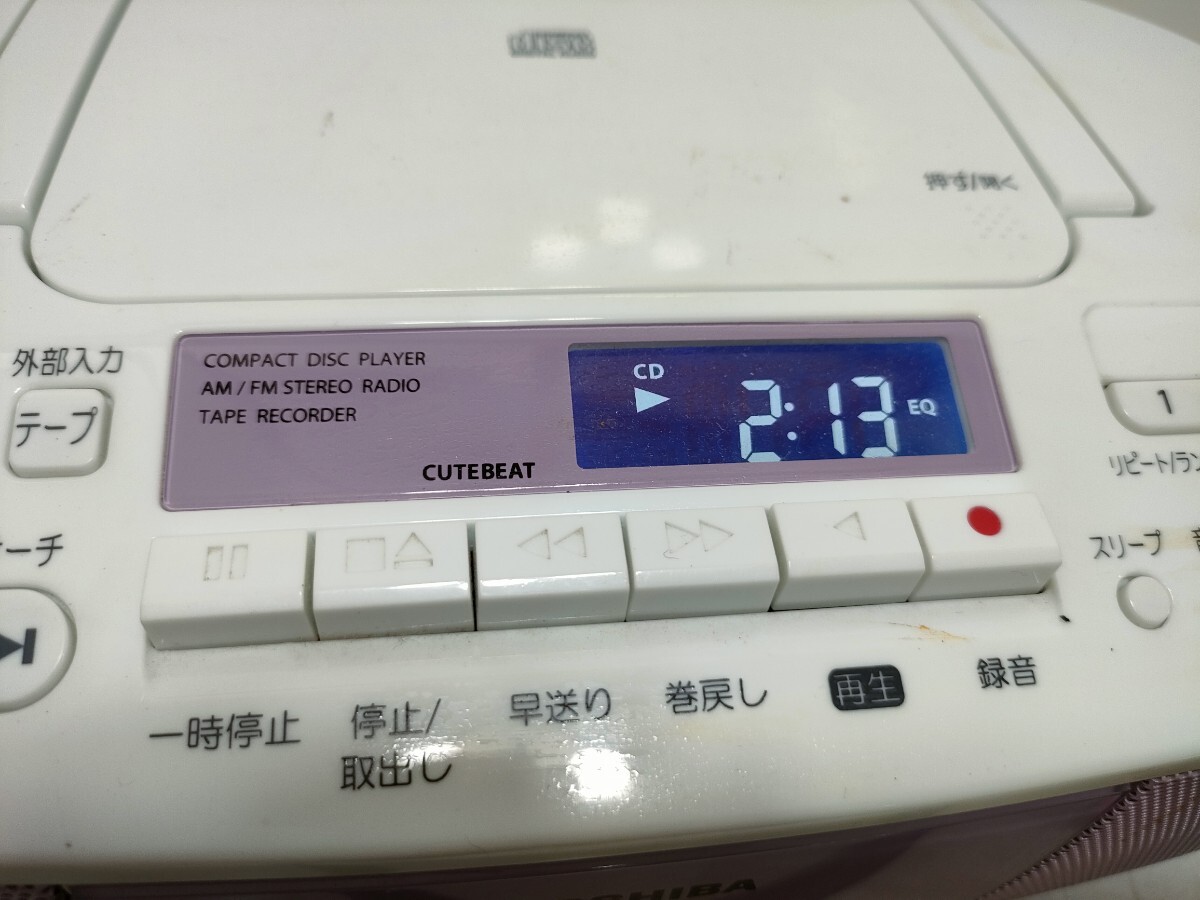 押す/開く
外部入力
テープ
COMPACT DISC PLAYER
AM / FM STEREO RADIO
TAPE RECORDER
CUTEBEAT
CD
2:13
EQ
1
リピート/ラン
スリープ
ーチ
一時停止
停止/
取出し
早送り
巻戻し
再生
録音